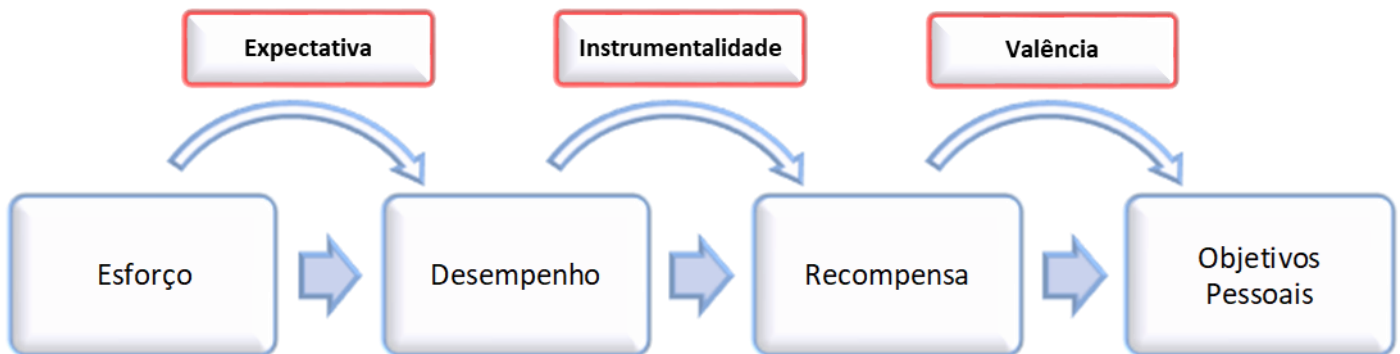 Expectativa
Instrumentalidade
Valência
Esforço
Desempenho
Recompensa
Objetivos
Pessoais